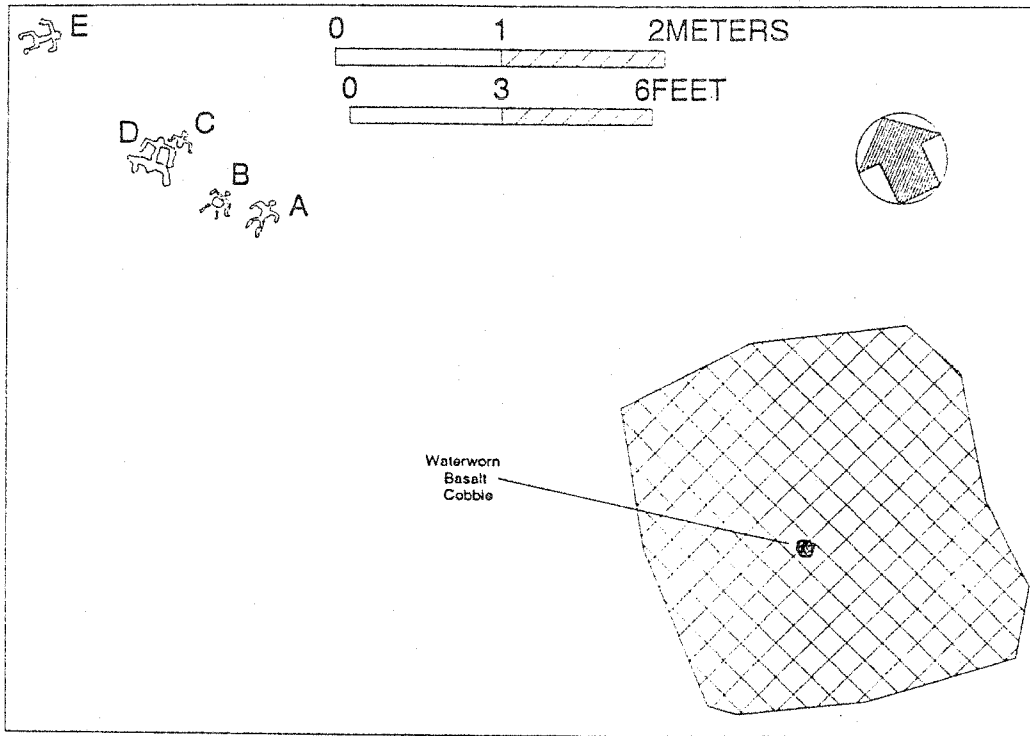 E
0 1 2METERS
0 3 6FEET
D C
B
A
Waterworn
Basalt
Cobble